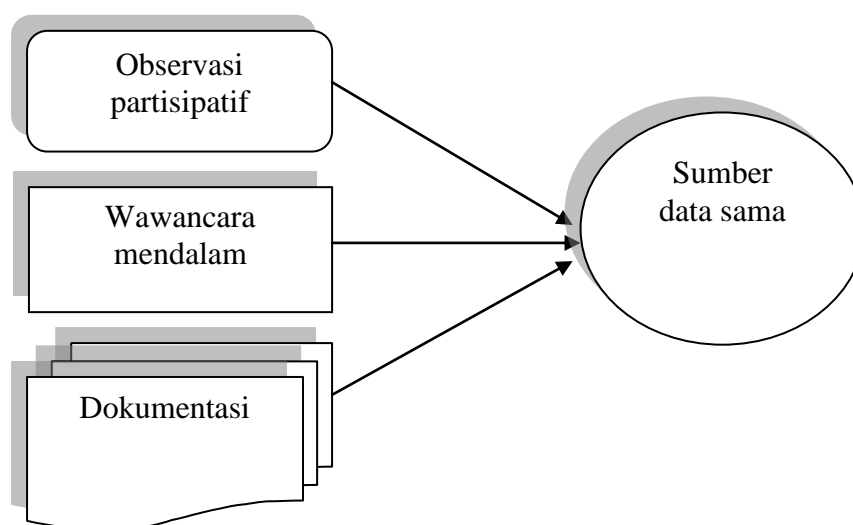 Observasi
partisipatif
Wawancara
mendalam
Dokumentasi
Sumber
data sama